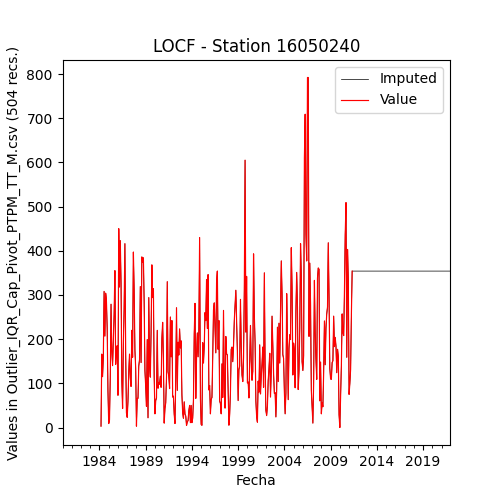 LOCF - Station 16050240
Values in Outlier_IQR_Cap_Pivot_PTPM_TT_M.csv (504 recs.)
800
700
600
500
400
300
200
100
0
Imputed
Value
1984 1989 1994 1999 2004 2009 2014 2019
Fecha